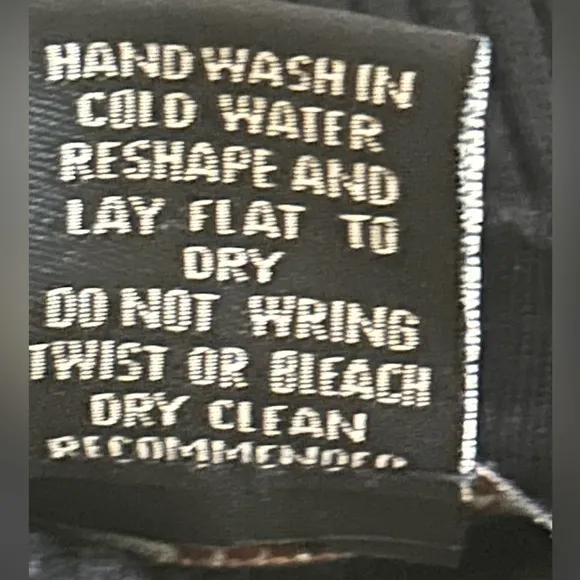 HAND WASH IN
COLD WATER
RESHAPE AND
LAY FLAT TO
DRY
DO NOT WRING
TWIST OR BLEACH
DRY CLEAN
RECOMMENDED